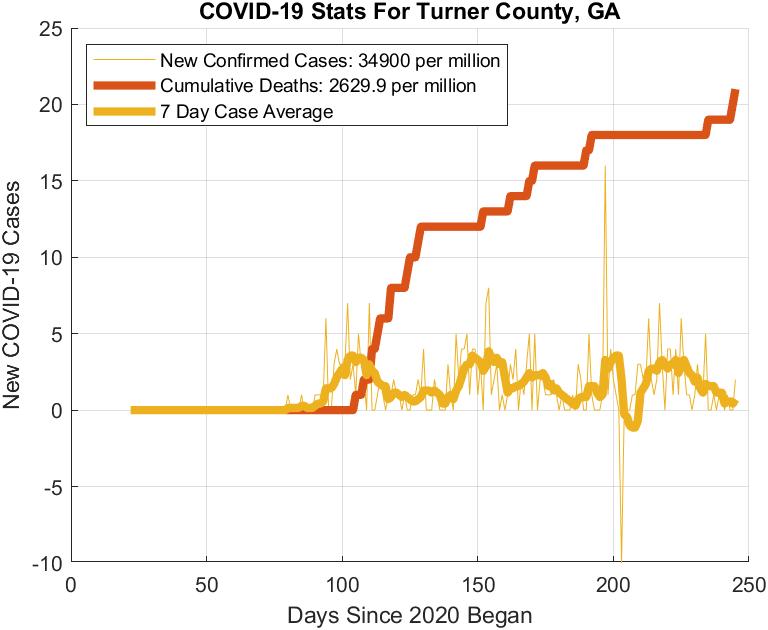 COVID-19 Stats For Turner County, GA
25
20
15
10
5
0
-5
-10
New COVID-19 Cases
New Confirmed Cases: 34900 per million
Cumulative Deaths: 2629.9 per million
7 Day Case Average
0 50 100 150 200 250
Days Since 2020 Began